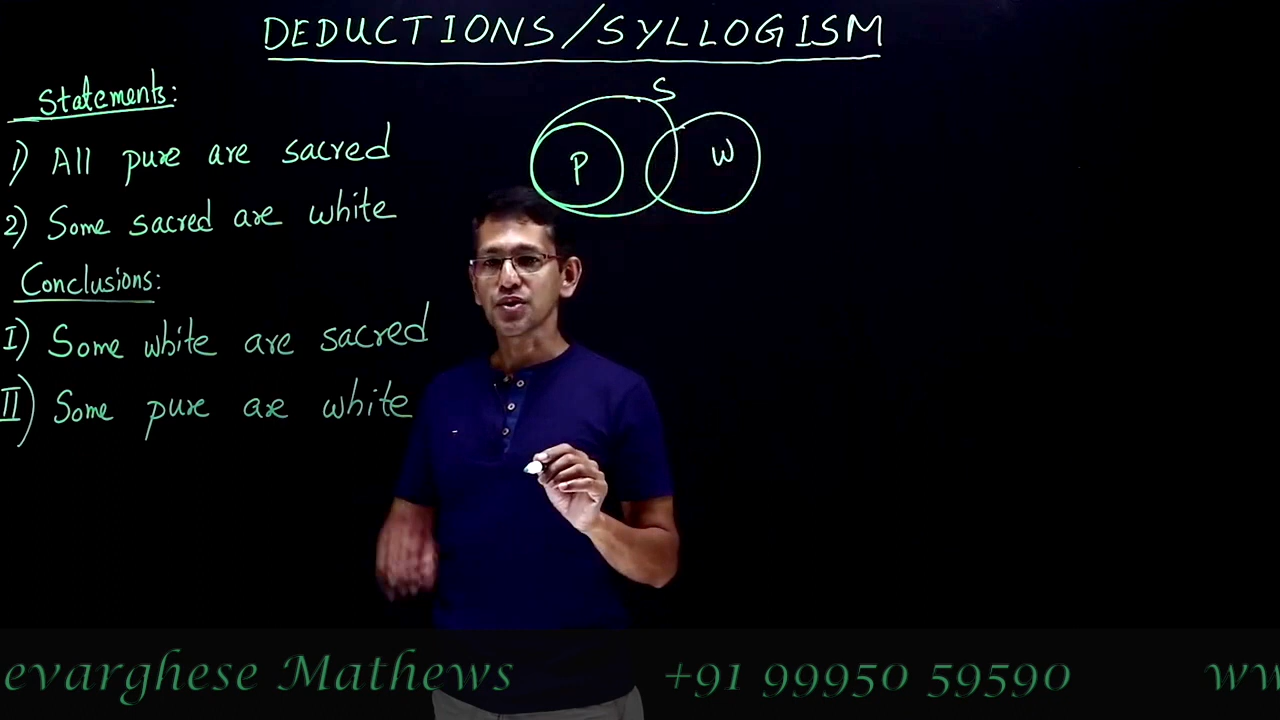 DEDUCTIONS/SYLLOGISM
Statements:
1) All pure are sacred
2) Some sacred are white
Conclusions:
I) Some white are sacred
II) Some pure are white
S
P
W
evarghese Mathews +91 99950 59590 ww